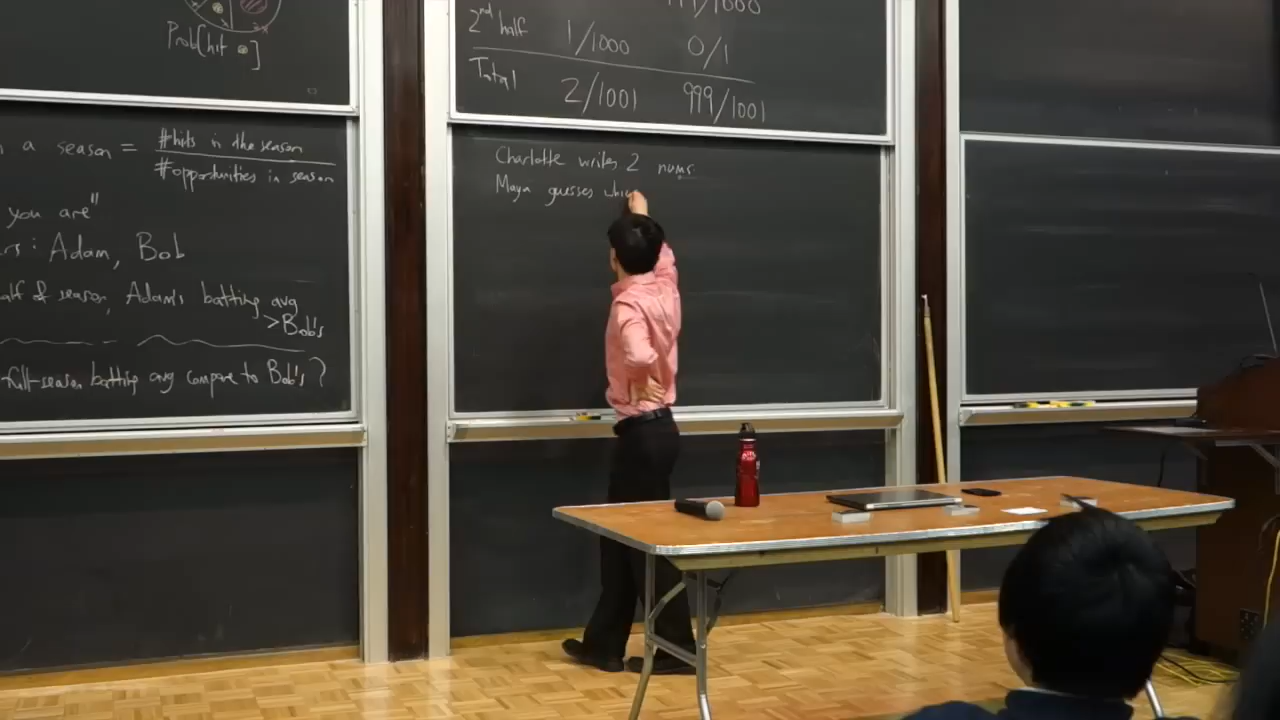 Prob[hit ]
a season = #hits in the season
#opportunities in season
you are"
: Adam, Bob
of season, Adam's batting avg
> Bob's
full-season batting avg compare to Bob's?
/1000
2nd half 1/1000 0/1
Total 2/1001 999/1001
Charlotte writes 2 nums.
Maya guesses whic